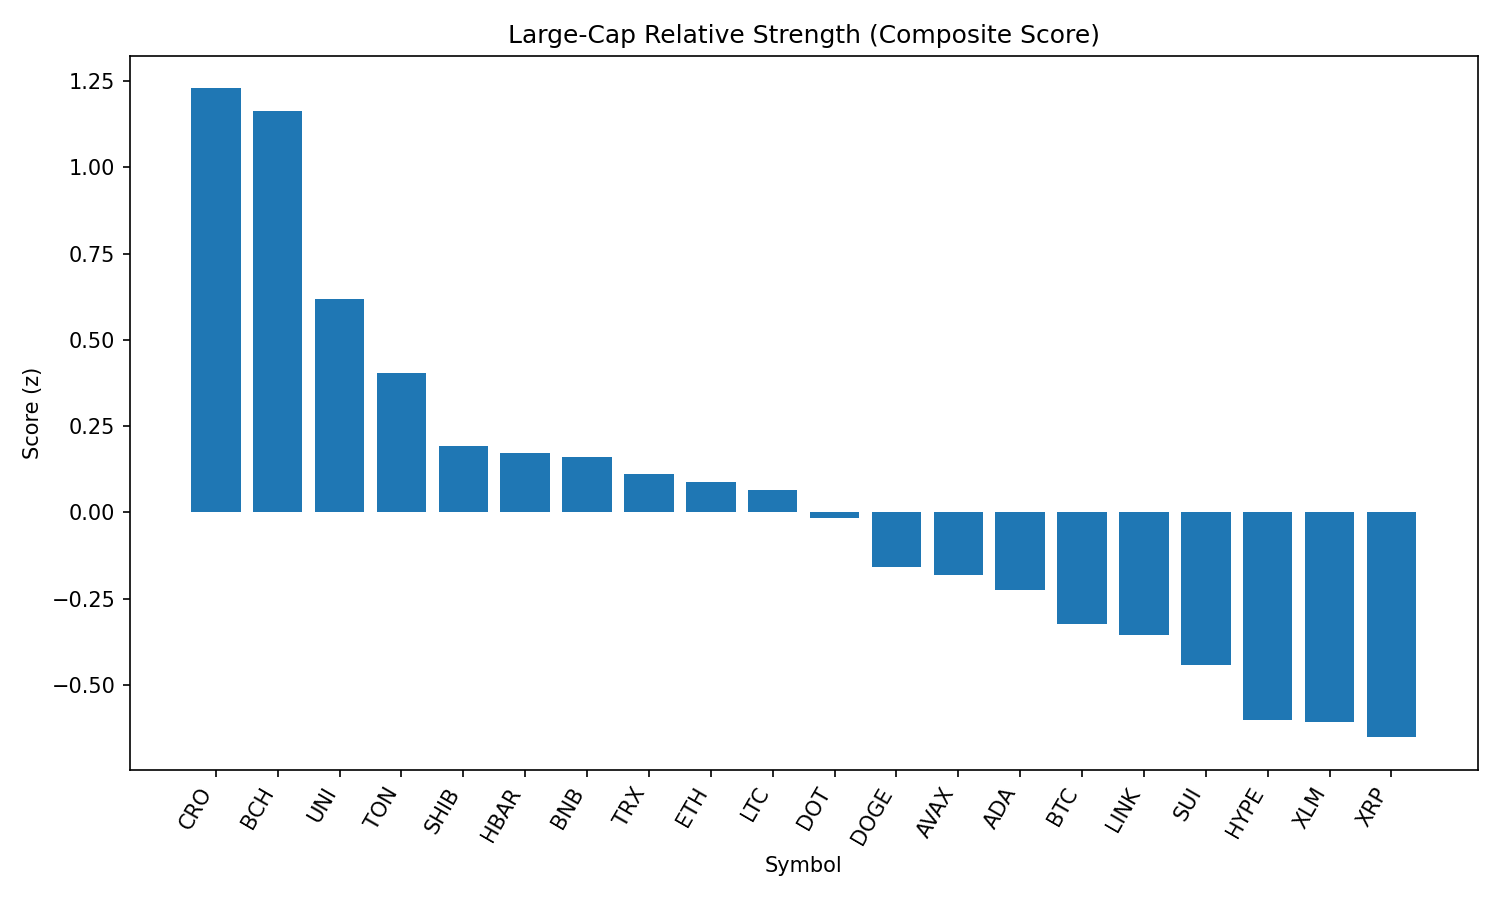 Large-Cap Relative Strength (Composite Score)
1.25
1.00
0.75
0.50
0.25
0.00
−0.25
−0.50
Score (z)
CRO
BCH
UNI
TON
SHIB
HBAR
BNB
TRX
ETH
LTC
DOT
DOGE
AVAX
ADA
BTC
LINK
SUI
HYPE
XLM
XRP
Symbol